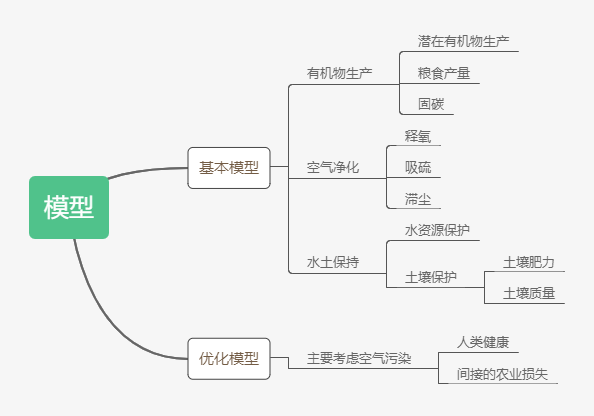 模型
基本模型
有机物生产
潜在有机物生产
粮食产量
固碳
空气净化
释氧
吸硫
滞尘
水土保持
水资源保护
土壤保护
土壤肥力
土壤质量
优化模型
主要考虑空气污染
人类健康
间接的农业损失